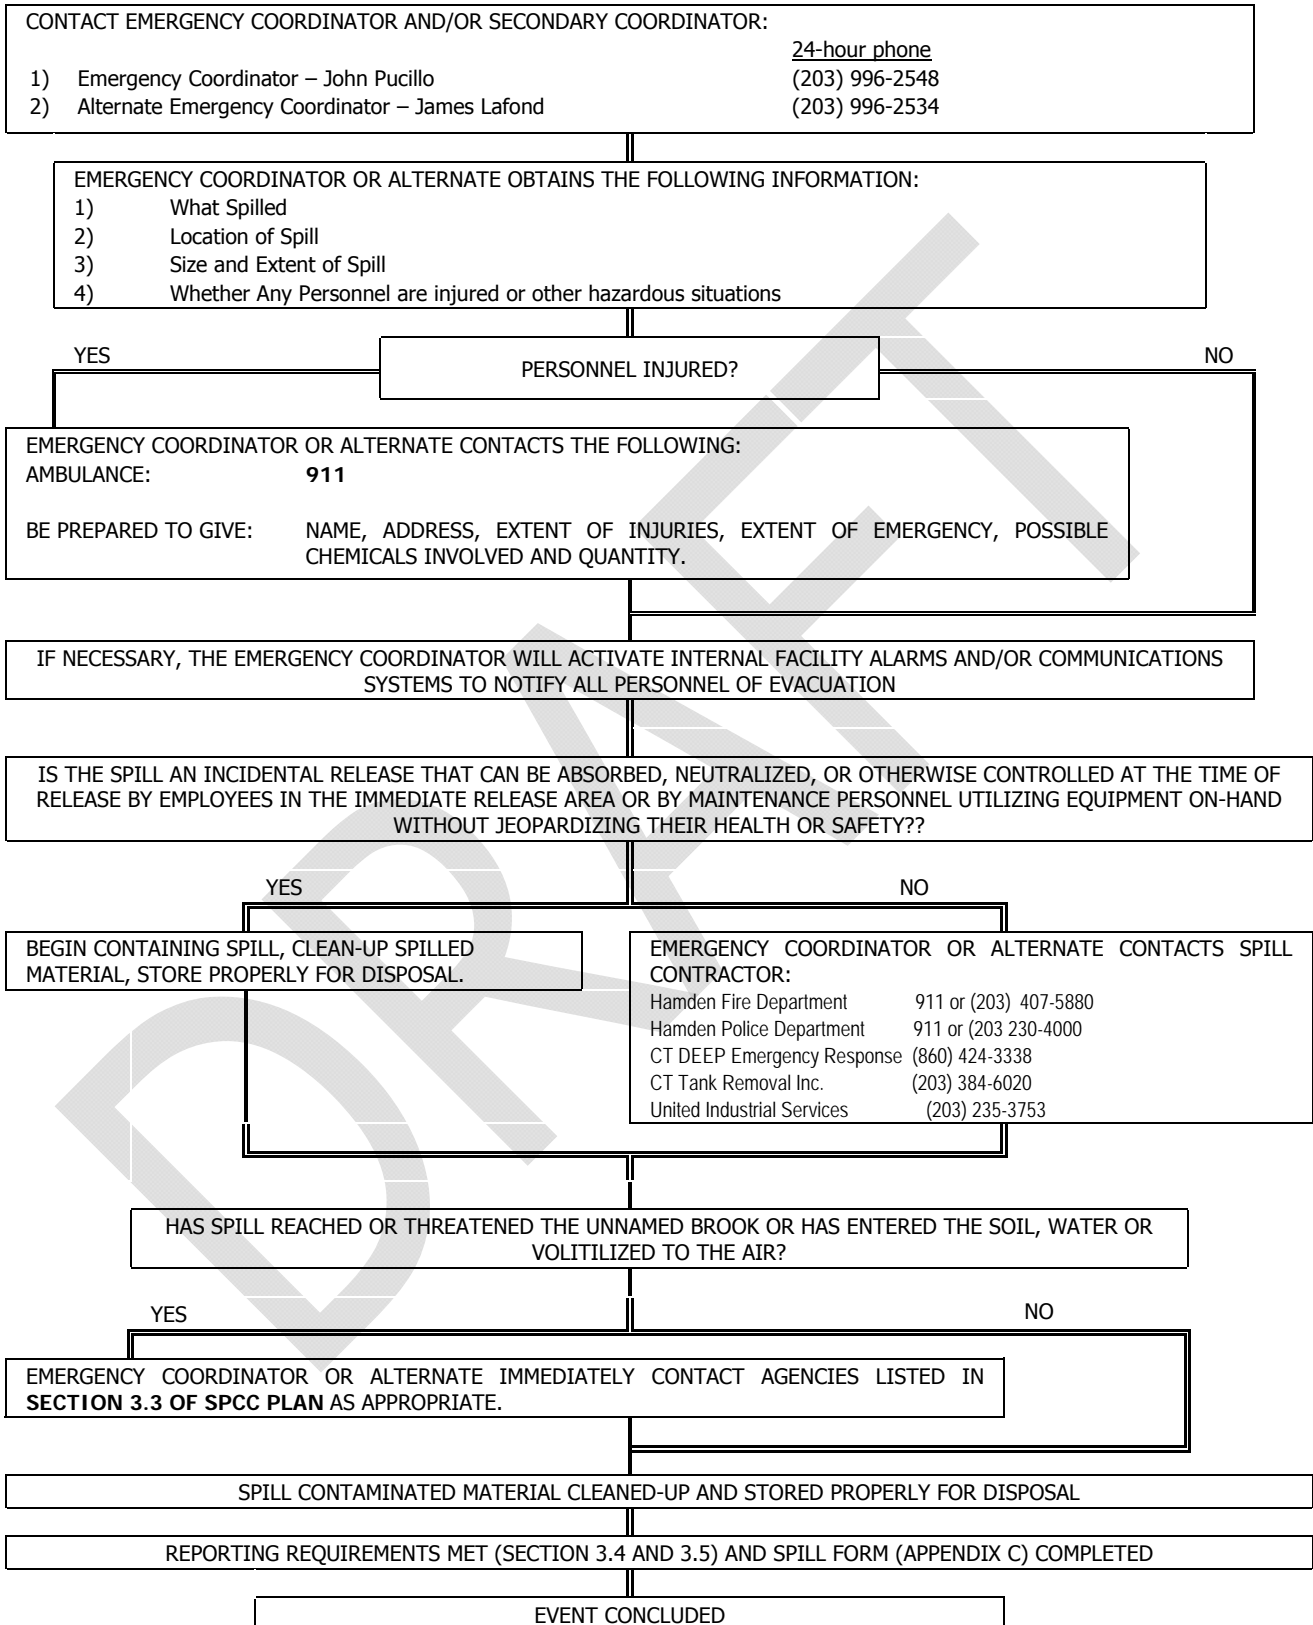 CONTACT EMERGENCY COORDINATOR AND/OR SECONDARY COORDINATOR:
24-hour phone
1) Emergency Coordinator – John Pucillo (203) 996-2548
2) Alternate Emergency Coordinator – James Lafond (203) 996-2534
EMERGENCY COORDINATOR OR ALTERNATE OBTAINS THE FOLLOWING INFORMATION:
1) What Spilled
2) Location of Spill
3) Size and Extent of Spill
4) Whether Any Personnel are injured or other hazardous situations
YES
PERSONNEL INJURED?
NO
EMERGENCY COORDINATOR OR ALTERNATE CONTACTS THE FOLLOWING:
AMBULANCE: 911
BE PREPARED TO GIVE: NAME, ADDRESS, EXTENT OF INJURIES, EXTENT OF EMERGENCY, POSSIBLE
CHEMICALS INVOLVED AND QUANTITY.
IF NECESSARY, THE EMERGENCY COORDINATOR WILL ACTIVATE INTERNAL FACILITY ALARMS AND/OR COMMUNICATIONS
SYSTEMS TO NOTIFY ALL PERSONNEL OF EVACUATION
IS THE SPILL AN INCIDENTAL RELEASE THAT CAN BE ABSORBED, NEUTRALIZED, OR OTHERWISE CONTROLLED AT THE TIME OF
RELEASE BY EMPLOYEES IN THE IMMEDIATE RELEASE AREA OR BY MAINTENANCE PERSONNEL UTILIZING EQUIPMENT ON-HAND
WITHOUT JEOPARDIZING THEIR HEALTH OR SAFETY??
YES
NO
BEGIN CONTAINING SPILL, CLEAN-UP SPILLED
MATERIAL, STORE PROPERLY FOR DISPOSAL.
EMERGENCY COORDINATOR OR ALTERNATE CONTACTS SPILL
CONTRACTOR:
Hamden Fire Department 911 or (203) 407-5880
Hamden Police Department 911 or (203 230-4000
CT DEEP Emergency Response (860) 424-3338
CT Tank Removal Inc. (203) 384-6020
United Industrial Services (203) 235-3753
HAS SPILL REACHED OR THREATENED THE UNNAMED BROOK OR HAS ENTERED THE SOIL, WATER OR
VOLITILIZED TO THE AIR?
YES
NO
EMERGENCY COORDINATOR OR ALTERNATE IMMEDIATELY CONTACT AGENCIES LISTED IN
SECTION 3.3 OF SPCC PLAN AS APPROPRIATE.
SPILL CONTAMINATED MATERIAL CLEANED-UP AND STORED PROPERLY FOR DISPOSAL
REPORTING REQUIREMENTS MET (SECTION 3.4 AND 3.5) AND SPILL FORM (APPENDIX C) COMPLETED
EVENT CONCLUDED
DRAFT